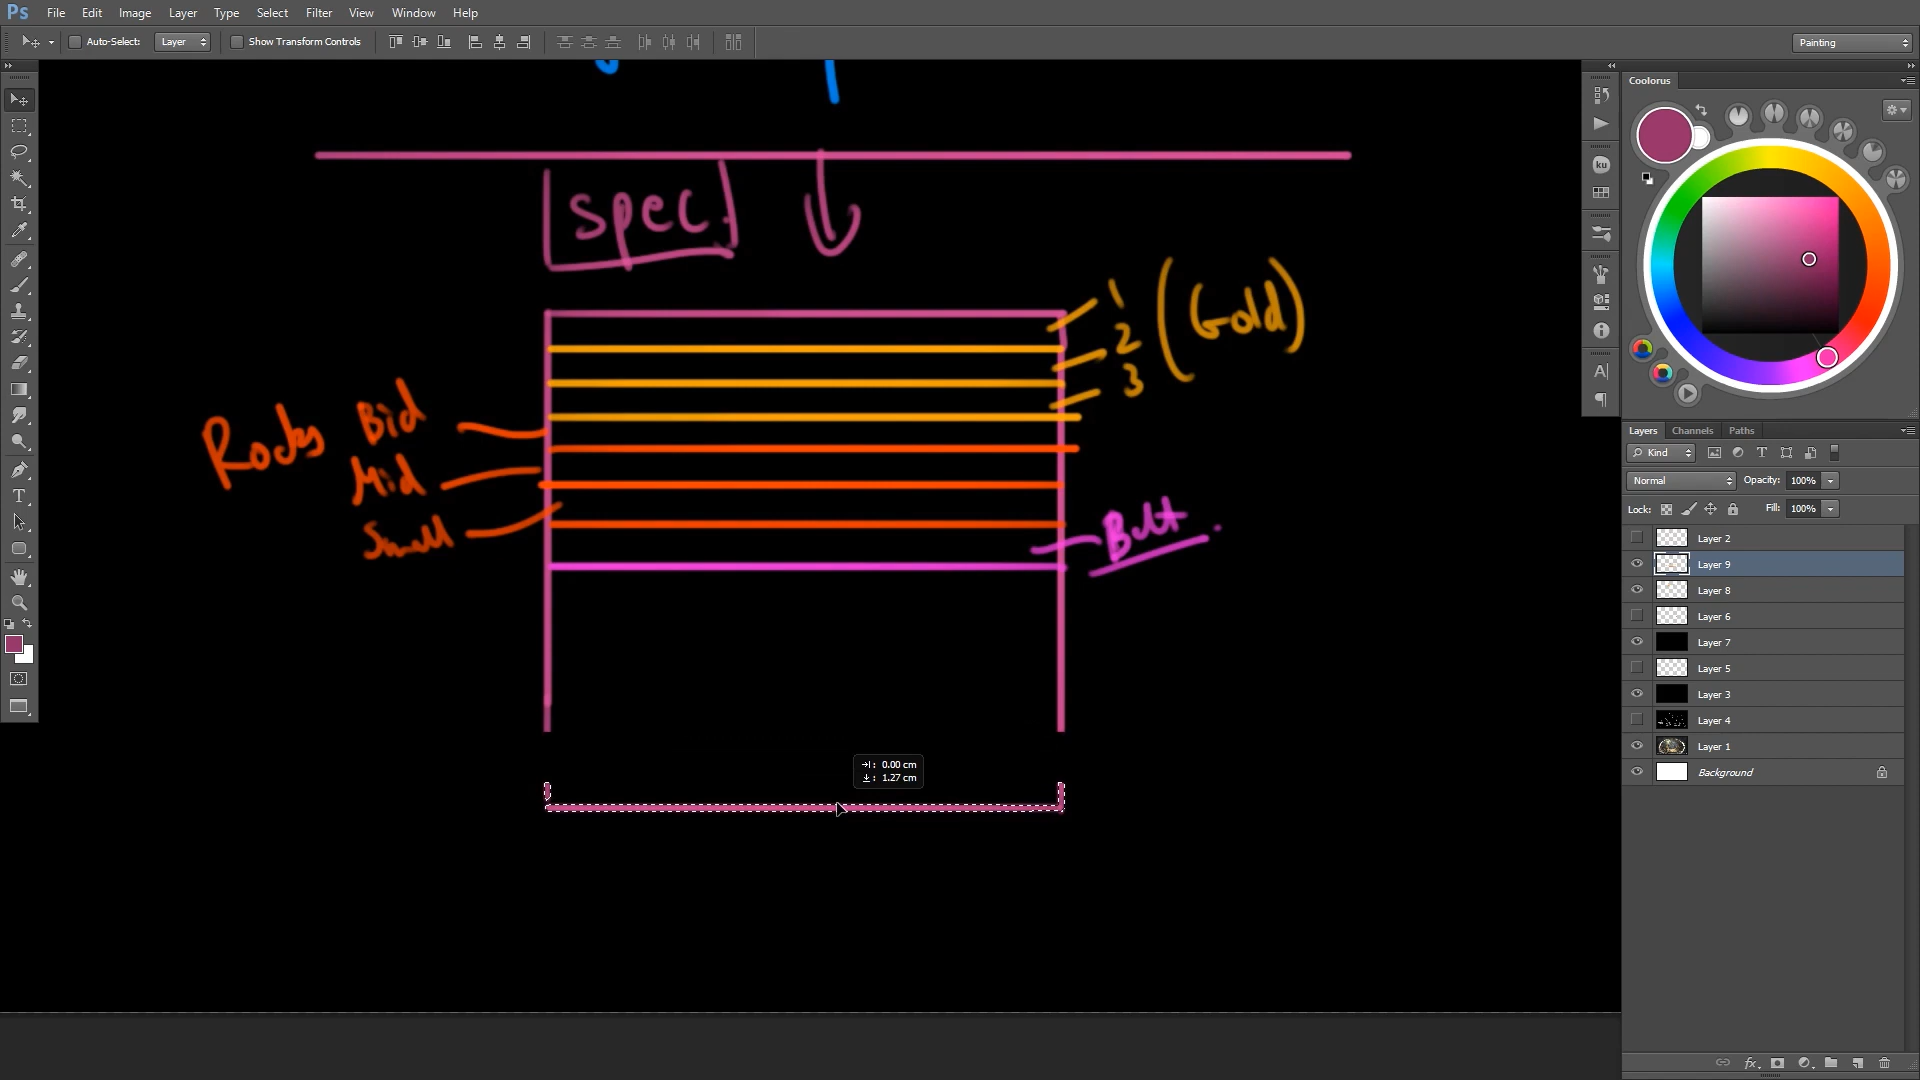 Ps File Edit Image Layer Type Select Filter View Window Help
Auto-Select: Layer Show Transform Controls Painting
Coolorus
spec
1
2
3
(Gold)
Rocks Bid
Mid
Small
Belt
→: 0.00 cm
↓: 1.27 cm
Layers Channels Paths
Kind
Normal Opacity: 100%
Lock: Fill: 100%
Layer 2
Layer 9
Layer 8
Layer 6
Layer 7
Layer 5
Layer 3
Layer 4
Layer 1
Background